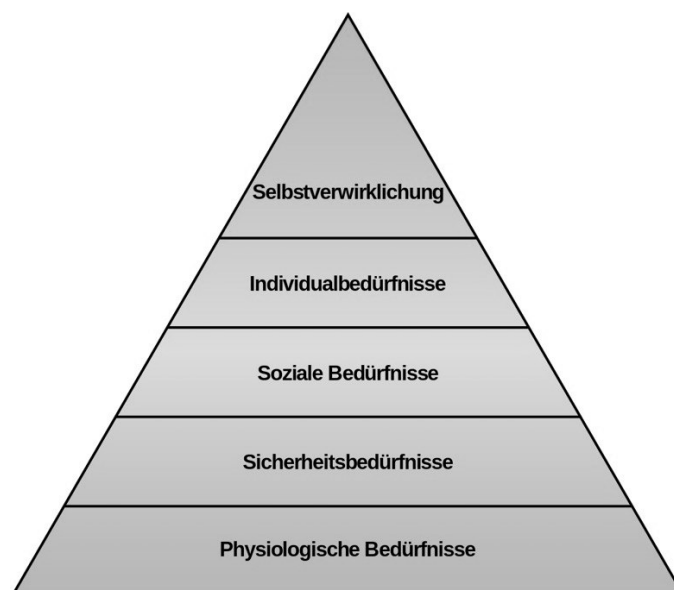 Selbstverwirklichung
Individualbedürfnisse
Soziale Bedürfnisse
Sicherheitsbedürfnisse
Physiologische Bedürfnisse